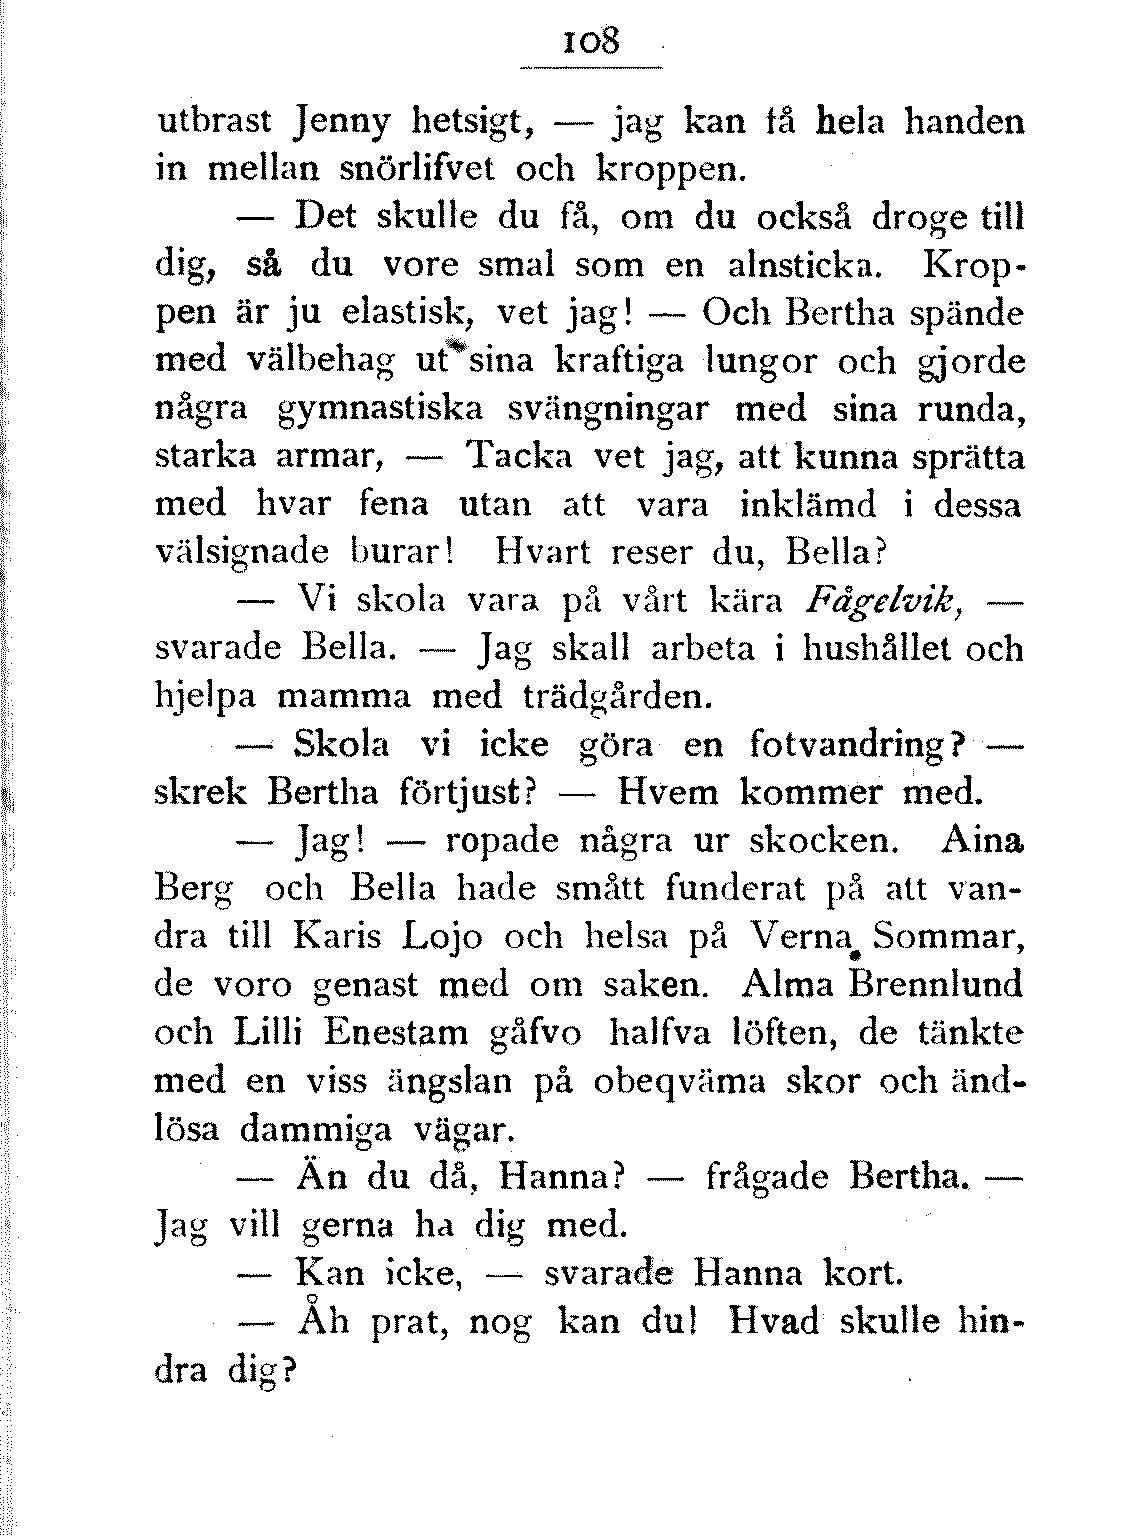 108
utbrast Jenny hetsigt, — jag kan få hela handen
in mellan snörlifvet och kroppen.
— Det skulle du få, om du också droge till
dig, så du vore smal som en alnsticka. Krop-
pen är ju elastisk, vet jag! — Och Bertha spände
med välbehag ut sina kraftiga lungor och gjorde
några gymnastiska svängningar med sina runda,
starka armar, — Tacka vet jag, att kunna sprätta
med hvar fena utan att vara inklämd i dessa
välsignade burar! Hvart reser du, Bella?
— Vi skola vara på vårt kära Fågelvik, —
svarade Bella. — Jag skall arbeta i hushållet och
hjelpa mamma med trädgården.
— Skola vi icke göra en fotvandring? —
skrek Bertha förtjust? — Hvem kommer med.
— Jag! — ropade några ur skocken. Aina
Berg och Bella hade smått funderat på att van-
dra till Karis Lojo och helsa på Verna Sommar,
de voro genast med om saken. Alma Brennlund
och Lilli Enestam gåfvo halfva löften, de tänkte
med en viss ängslan på obeqväma skor och änd-
lösa dammiga vägar.
— Än du då, Hanna? — frågade Bertha. —
Jag vill gerna ha dig med.
— Kan icke, — svarade Hanna kort.
— Åh prat, nog kan du! Hvad skulle hin-
dra dig?